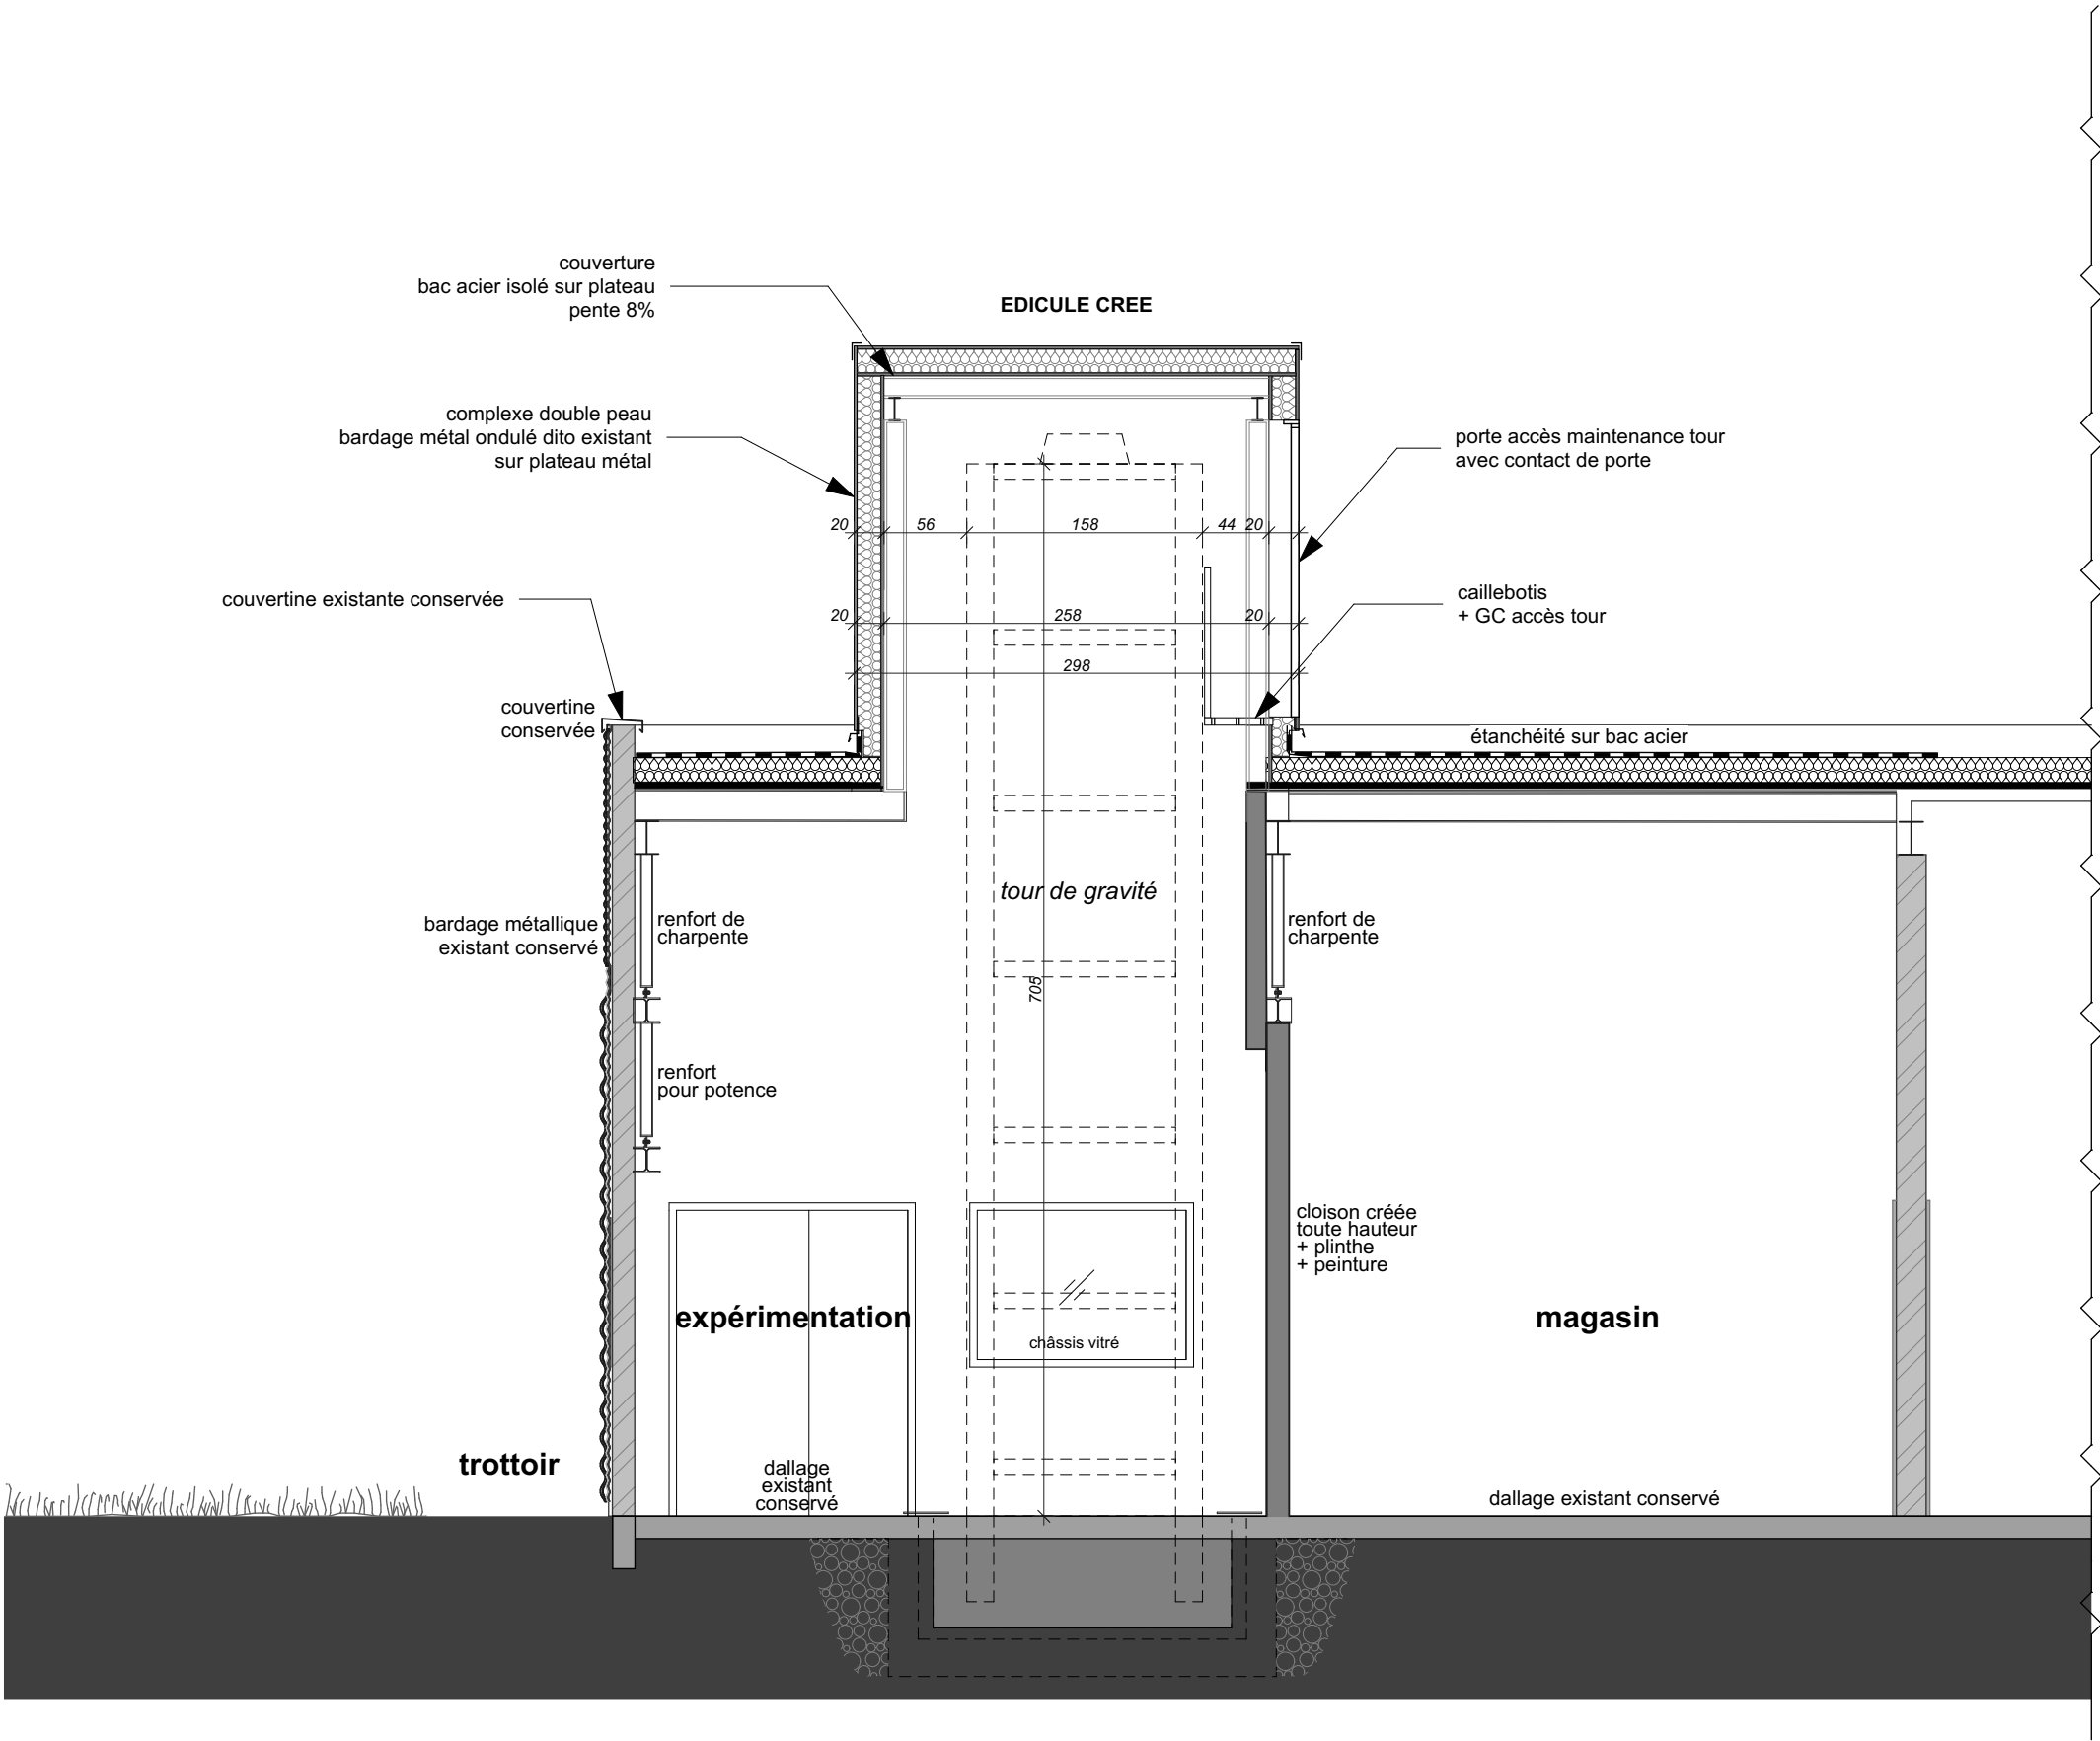 couverture
bac acier isolé sur plateau
pente 8%
EDICULE CREE
complexe double peau
bardage métal ondulé dito existant
sur plateau métal
porte accès maintenance tour
avec contact de porte
20 56 158 44 20
couvertine existante conservée
caillebotis
+ GC accès tour
20 258 20
298
couvertine
conservée
étanchéité sur bac acier
tour de gravité
bardage métallique
existant conservé
renfort de
charpente
renfort de
charpente
705
renfort
pour potence
cloison créée
toute hauteur
+ plinthe
+ peinture
expérimentation
châssis vitré
magasin
trottoir
dallage
existant
conservé
dallage existant conservé